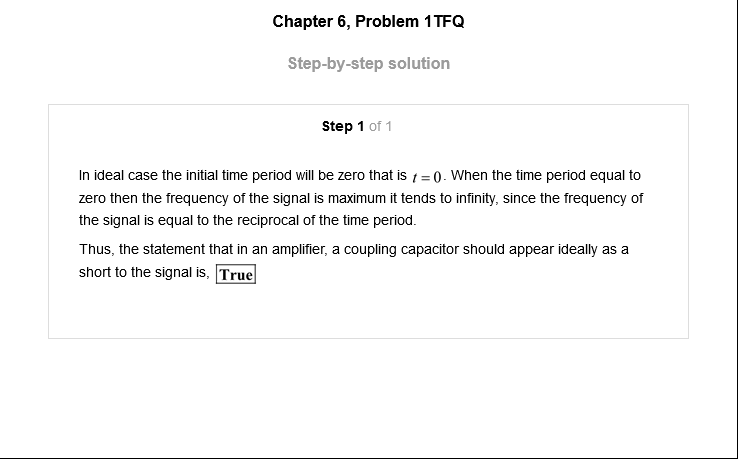 Chapter 6, Problem 1TFQ
Step-by-step solution
Step 1 of 1
In ideal case the initial time period will be zero that is t = 0. When the time period equal to
zero then the frequency of the signal is maximum it tends to infinity, since the frequency of
the signal is equal to the reciprocal of the time period.
Thus, the statement that in an amplifier, a coupling capacitor should appear ideally as a
short to the signal is, True